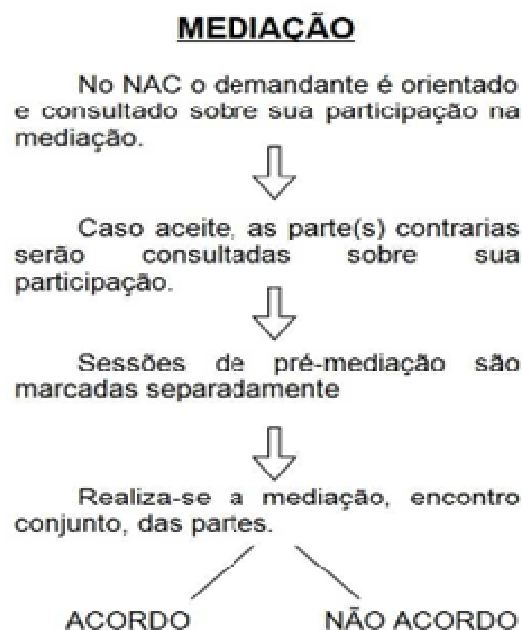 MEDIAÇÃO
No NAC o demandante é orientado
e consultado sobre sua participação na
mediação.
Caso aceite, as parte(s) contrarias
serão consultadas sobre sua
participação.
Sessões de pré-mediação são
marcadas separadamente
Realiza-se a mediação, encontro
conjunto, das partes.
ACORDO NÃO ACORDO